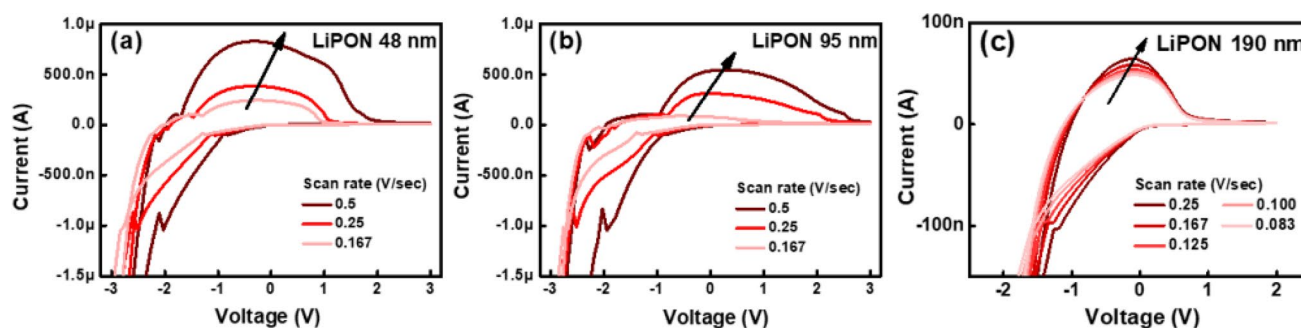 (a)
LiPON 48 nm
1.0μ
500.0n
0.0
-500.0n
-1.0μ
-1.5μ
Current (A)
Scan rate (V/sec)
0.5
0.25
0.167
-3 -2 -1 0 1 2 3
Voltage (V)
(b)
LiPON 95 nm
1.0μ
500.0n
0.0
-500.0n
-1.0μ
-1.5μ
Current (A)
Scan rate (V/sec)
0.5
0.25
0.167
-3 -2 -1 0 1 2 3
Voltage (V)
(c)
LiPON 190 nm
100n
0
-100n
Current (A)
Scan rate (V/sec)
0.25 0.100
0.167 0.083
0.125
-2 -1 0 1 2
Voltage (V)